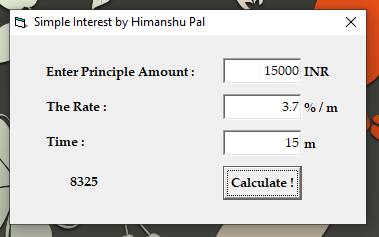 Simple Interest by Himanshu Pal
Enter Principle Amount : 15000 INR
The Rate : 3.7 % / m
Time : 15 m
8325 Calculate !